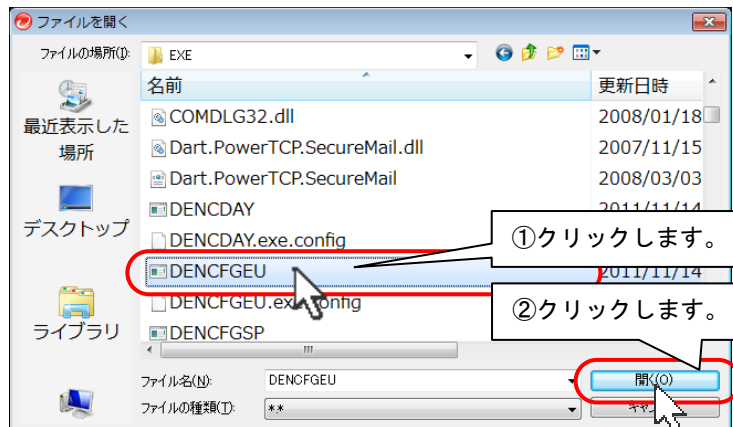 ファイルを開く
ファイルの場所(I):
EXE
名前
更新日時
COMDLG32.dll
2008/01/18
Dart.PowerTCP.SecureMail.dll
2007/11/15
Dart.PowerTCP.SecureMail
2008/03/03
DENCDAY
2011/11/14
DENCDAY.exe.config
DENCFGEU
2011/11/14
DENCFGEU.exe.config
DENCFGSP
最近表示した
場所
デスクトップ
ライブラリ
①クリックします。
②クリックします。
ファイル名(N):
DENCFGEU
開く(O)
ファイルの種類(T):
*.*